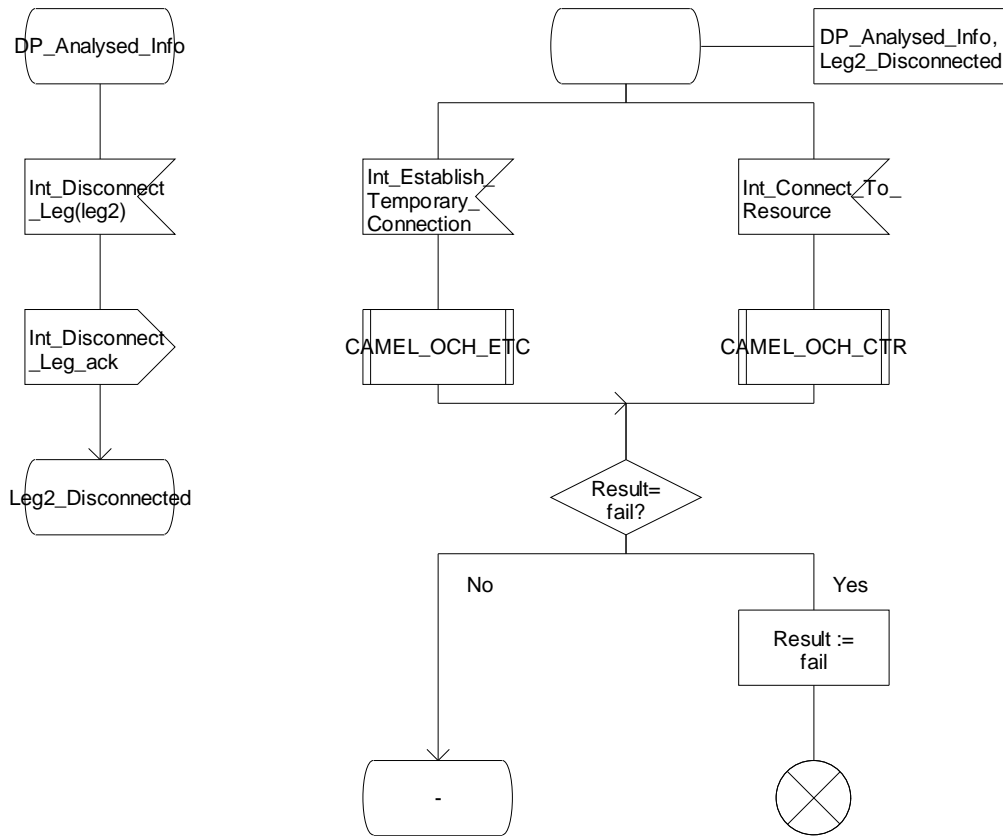 DP_Analysed_Info
DP_Analysed_Info,
Leg2_Disconnected
Int_Disconnect
_Leg(leg2)
Int_Establish_
Temporary_
Connection
Int_Connect_To_
Resource
Int_Disconnect
_Leg_ack
CAMEL_OCH_ETC
CAMEL_OCH_CTR
Leg2_Disconnected
Result=
fail?
No
Yes
Result :=
fail
-